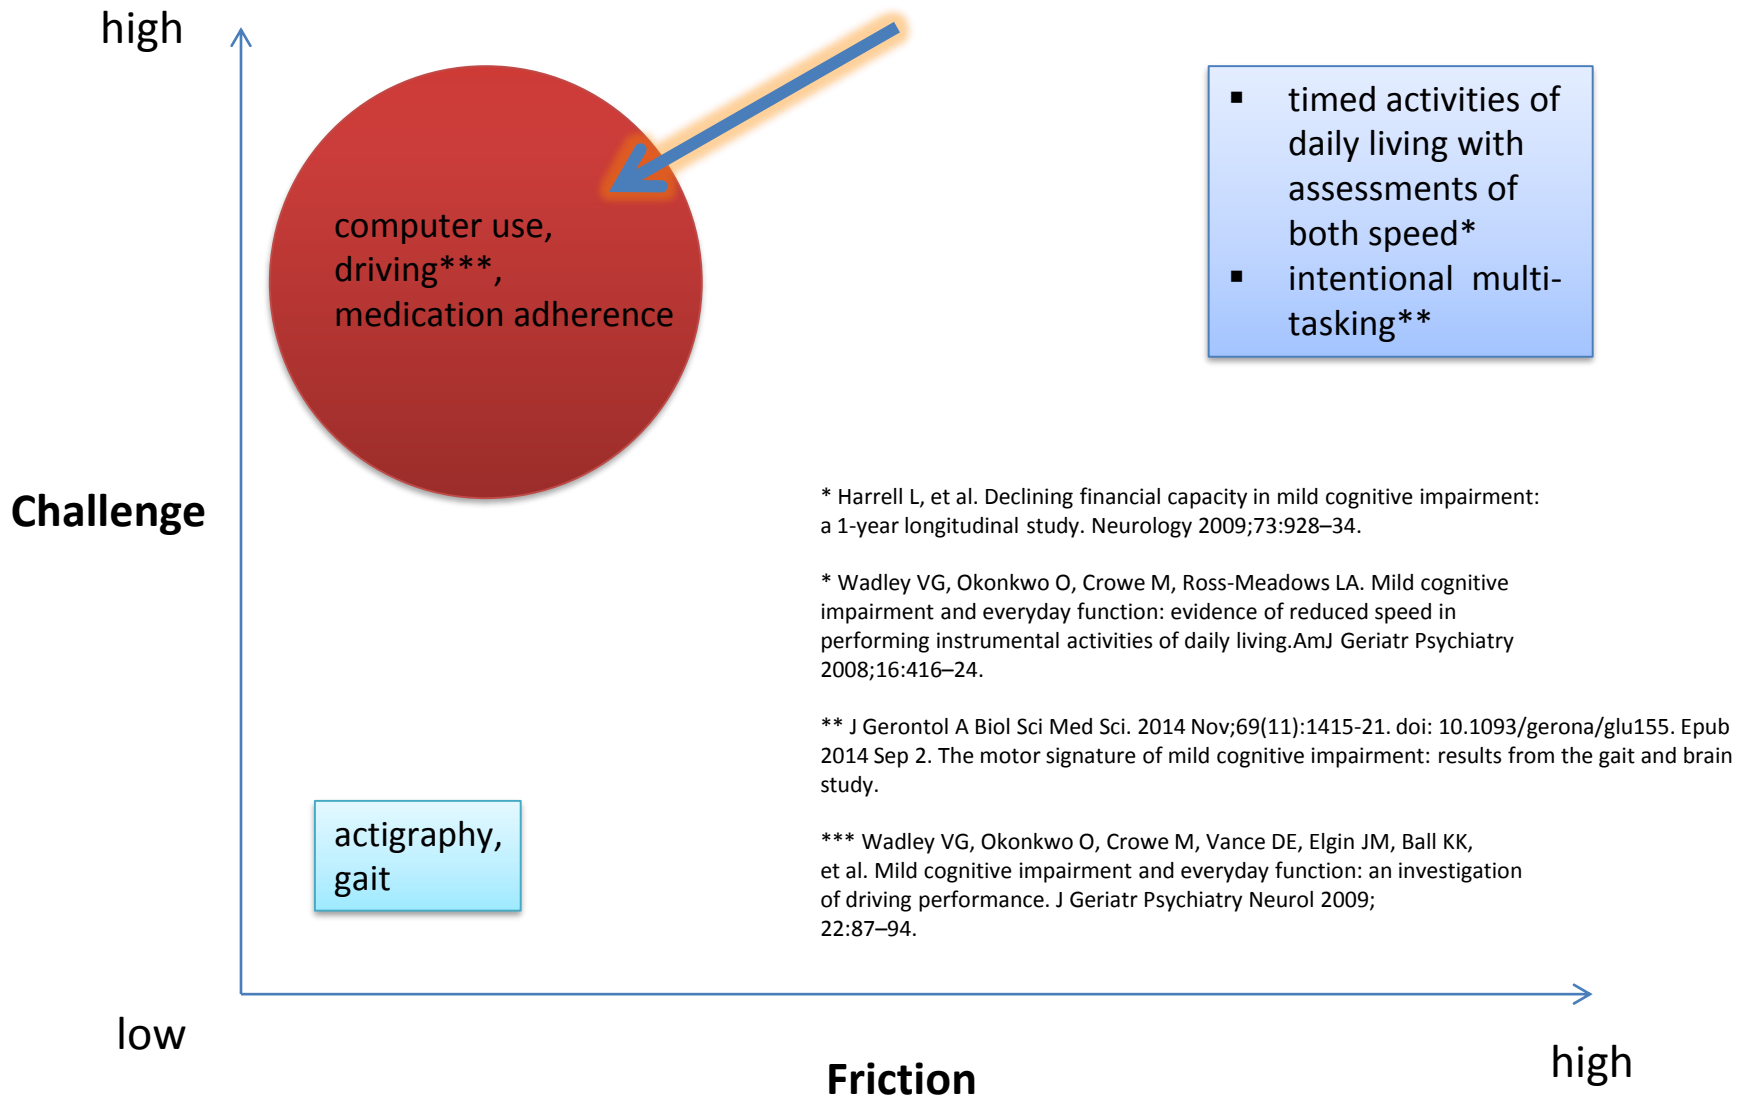 high
computer use,
driving***,
medication adherence
▪ timed activities of
daily living with
assessments of
both speed*
▪ intentional multi-
tasking**
Challenge
* Harrell L, et al. Declining financial capacity in mild cognitive impairment:
a 1-year longitudinal study. Neurology 2009;73:928–34.
* Wadley VG, Okonkwo O, Crowe M, Ross-Meadows LA. Mild cognitive
impairment and everyday function: evidence of reduced speed in
performing instrumental activities of daily living.AmJ Geriatr Psychiatry
2008;16:416–24.
** J Gerontol A Biol Sci Med Sci. 2014 Nov;69(11):1415-21. doi: 10.1093/gerona/glu155. Epub
2014 Sep 2. The motor signature of mild cognitive impairment: results from the gait and brain
study.
*** Wadley VG, Okonkwo O, Crowe M, Vance DE, Elgin JM, Ball KK,
et al. Mild cognitive impairment and everyday function: an investigation
of driving performance. J Geriatr Psychiatry Neurol 2009;
22:87–94.
actigraphy,
gait
low
Friction
high